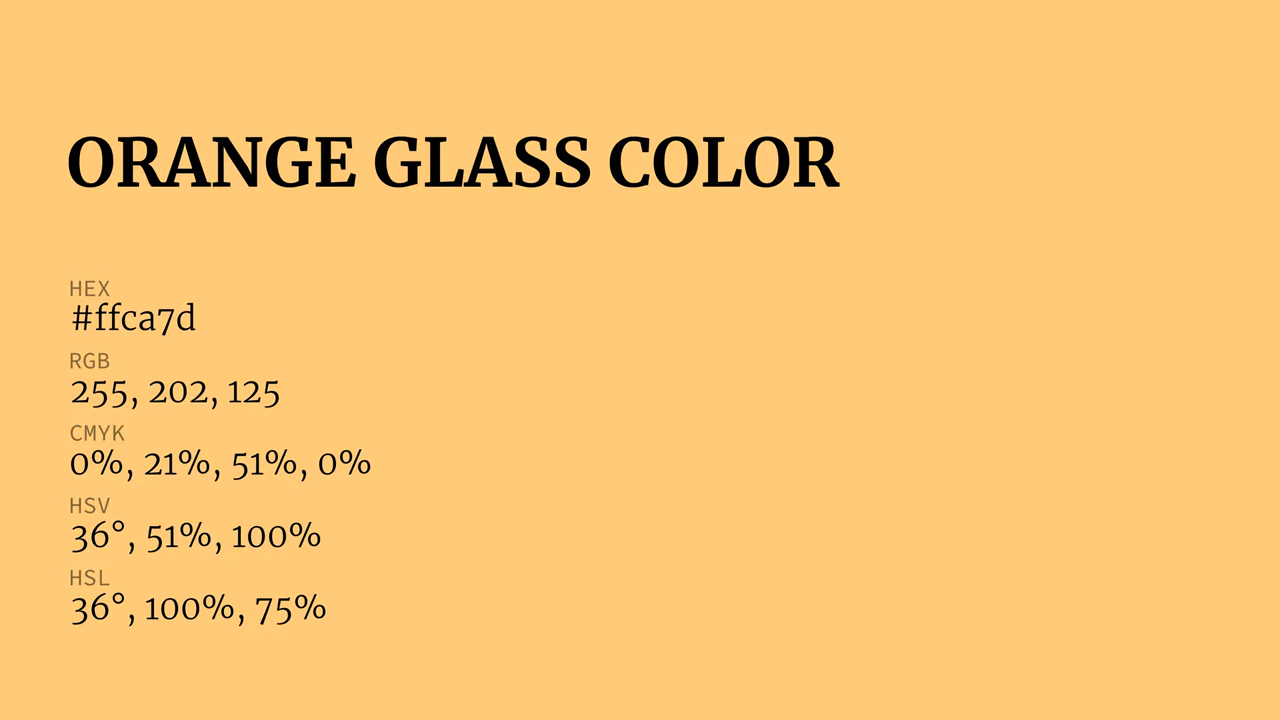 ORANGE GLASS COLOR
HEX
#ffca7d
RGB
255, 202, 125
CMYK
0%, 21%, 51%, 0%
HSV
36°, 51%, 100%
HSL
36°, 100%, 75%